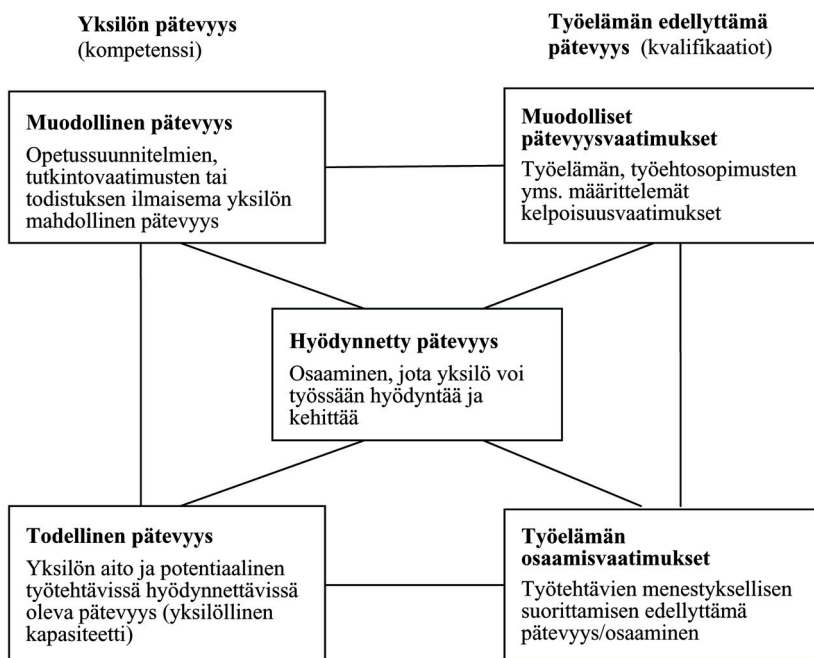 Yksilön pätevyys
(kompetenssi)
Työelämän edellyttämä
pätevyys (kvalifikaatiot)
Muodollinen pätevyys
Opetussuunnitelmien,
tutkintovaatimusten tai
todistuksen ilmaisema yksilön
mahdollinen pätevyys
Muodolliset
pätevyysvaatimukset
Työelämän, työehtosopimusten
yms. määrittelemät
kelpoisuusvaatimukset
Hyödynnetty pätevyys
Osaaminen, jota yksilö voi
työssään hyödyntää ja
kehittää
Todellinen pätevyys
Yksilön aito ja potentiaalinen
työtehtävissä hyödynnettävissä
oleva pätevyys (yksilöllinen
kapasiteetti)
Työelämän
osaamisvaatimukset
Työtehtävien menestyksellisen
suorittamisen edellyttämä
pätevyys/osaaminen